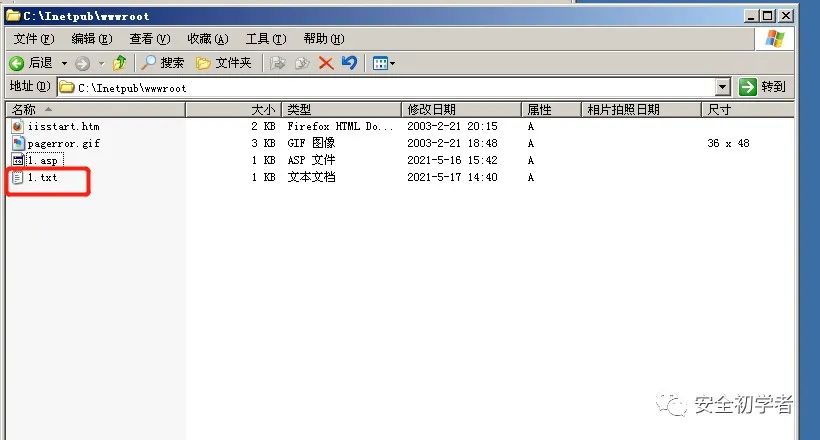 C:\Inetpub\wwwroot
文件(F) 编辑(E) 查看(V) 收藏(A) 工具(T) 帮助(H)
后退 搜索 文件夹
地址(D) C:\Inetpub\wwwroot 转到
名称 大小 类型 修改日期 属性 相片拍照日期 尺寸
iisstart.htm 2 KB Firefox HTML Do... 2003-2-21 20:15 A
pagerror.gif 3 KB GIF 图像 2003-2-21 18:48 A 36 x 48
1.asp 1 KB ASP 文件 2021-5-16 15:42 A
1.txt 1 KB 文本文档 2021-5-17 14:40 A
安全初学者